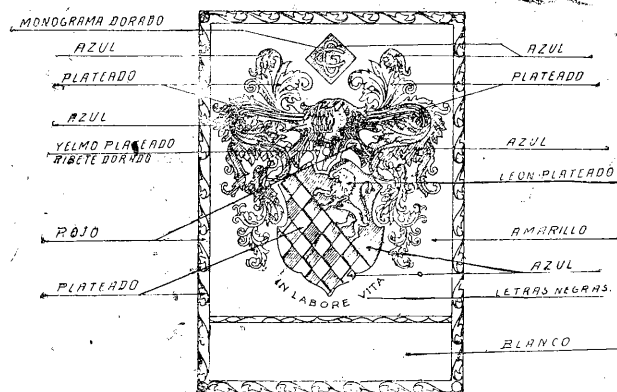 MONOGRAMA DORADO
AZUL
AZUL
PLATEADO
PLATEADO
AZUL
YELMO PLATEADO
RIBETE DORADO
AZUL
LEON PLATEADO
ROJO
AMARILLO
AZUL
PLATEADO
LETRAS NEGRAS.
IN LABORE VITA
BLANCO